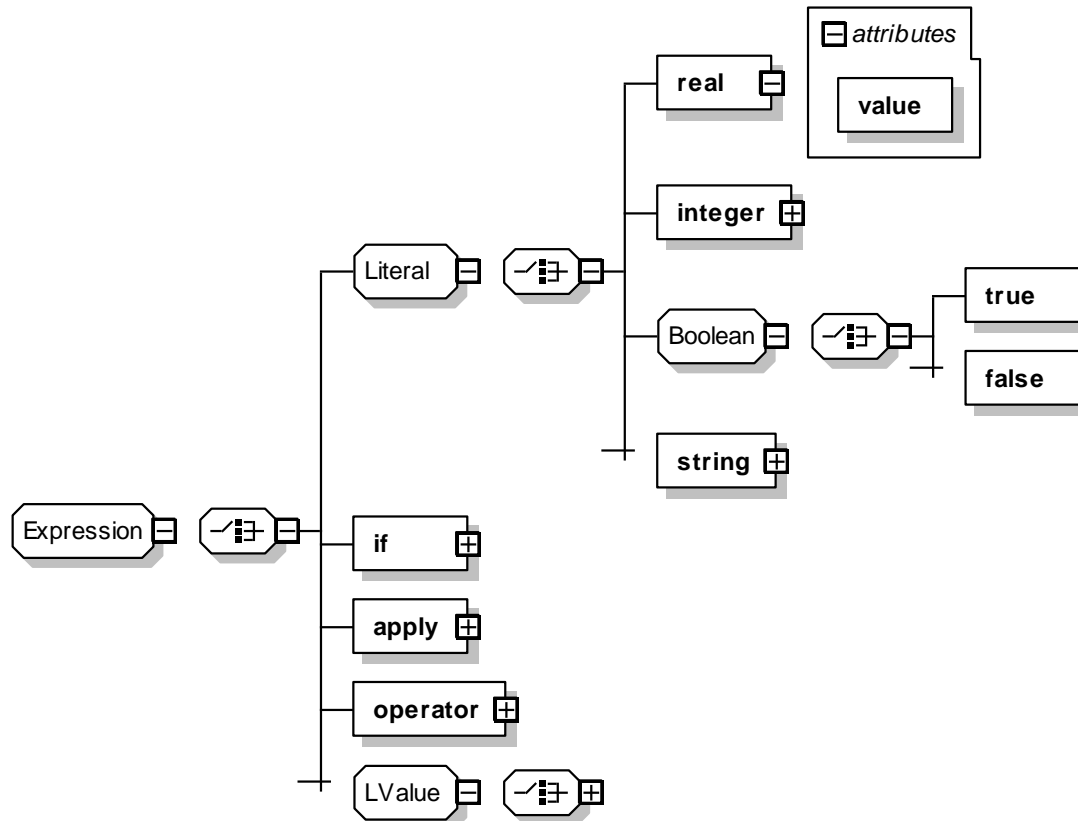 attributes
real
value
integer
Literal
true
Boolean
false
string
Expression
if
apply
operator
LValue